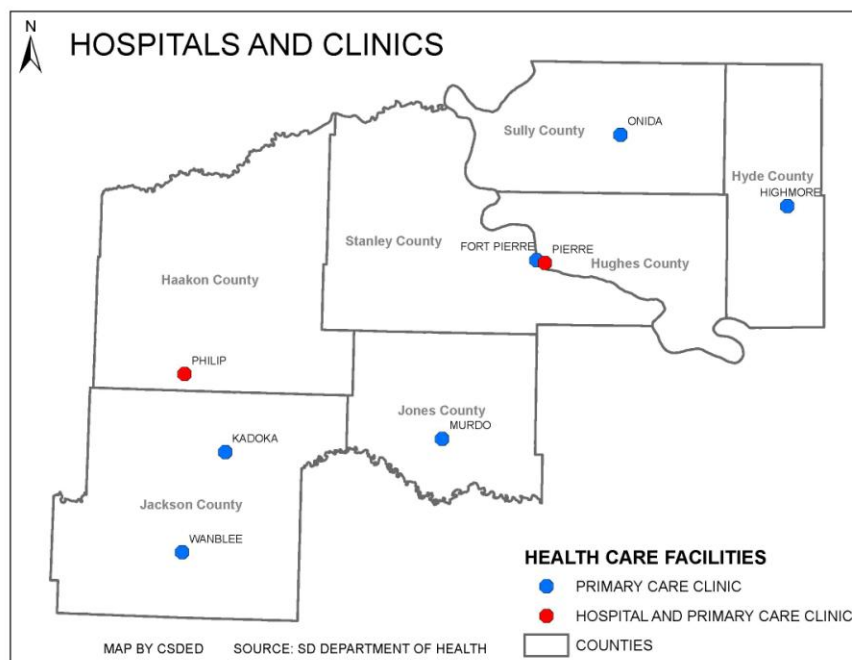 N
HOSPITALS AND CLINICS
Sully County
ONIDA
Hyde County
HIGHMORE
Stanley County
FORT PIERRE
PIERRE
Hughes County
Haakon County
PHILIP
Jones County
MURDO
KADOKA
Jackson County
WANBLEE
HEALTH CARE FACILITIES
PRIMARY CARE CLINIC
HOSPITAL AND PRIMARY CARE CLINIC
COUNTIES
MAP BY CSDED SOURCE: SD DEPARTMENT OF HEALTH